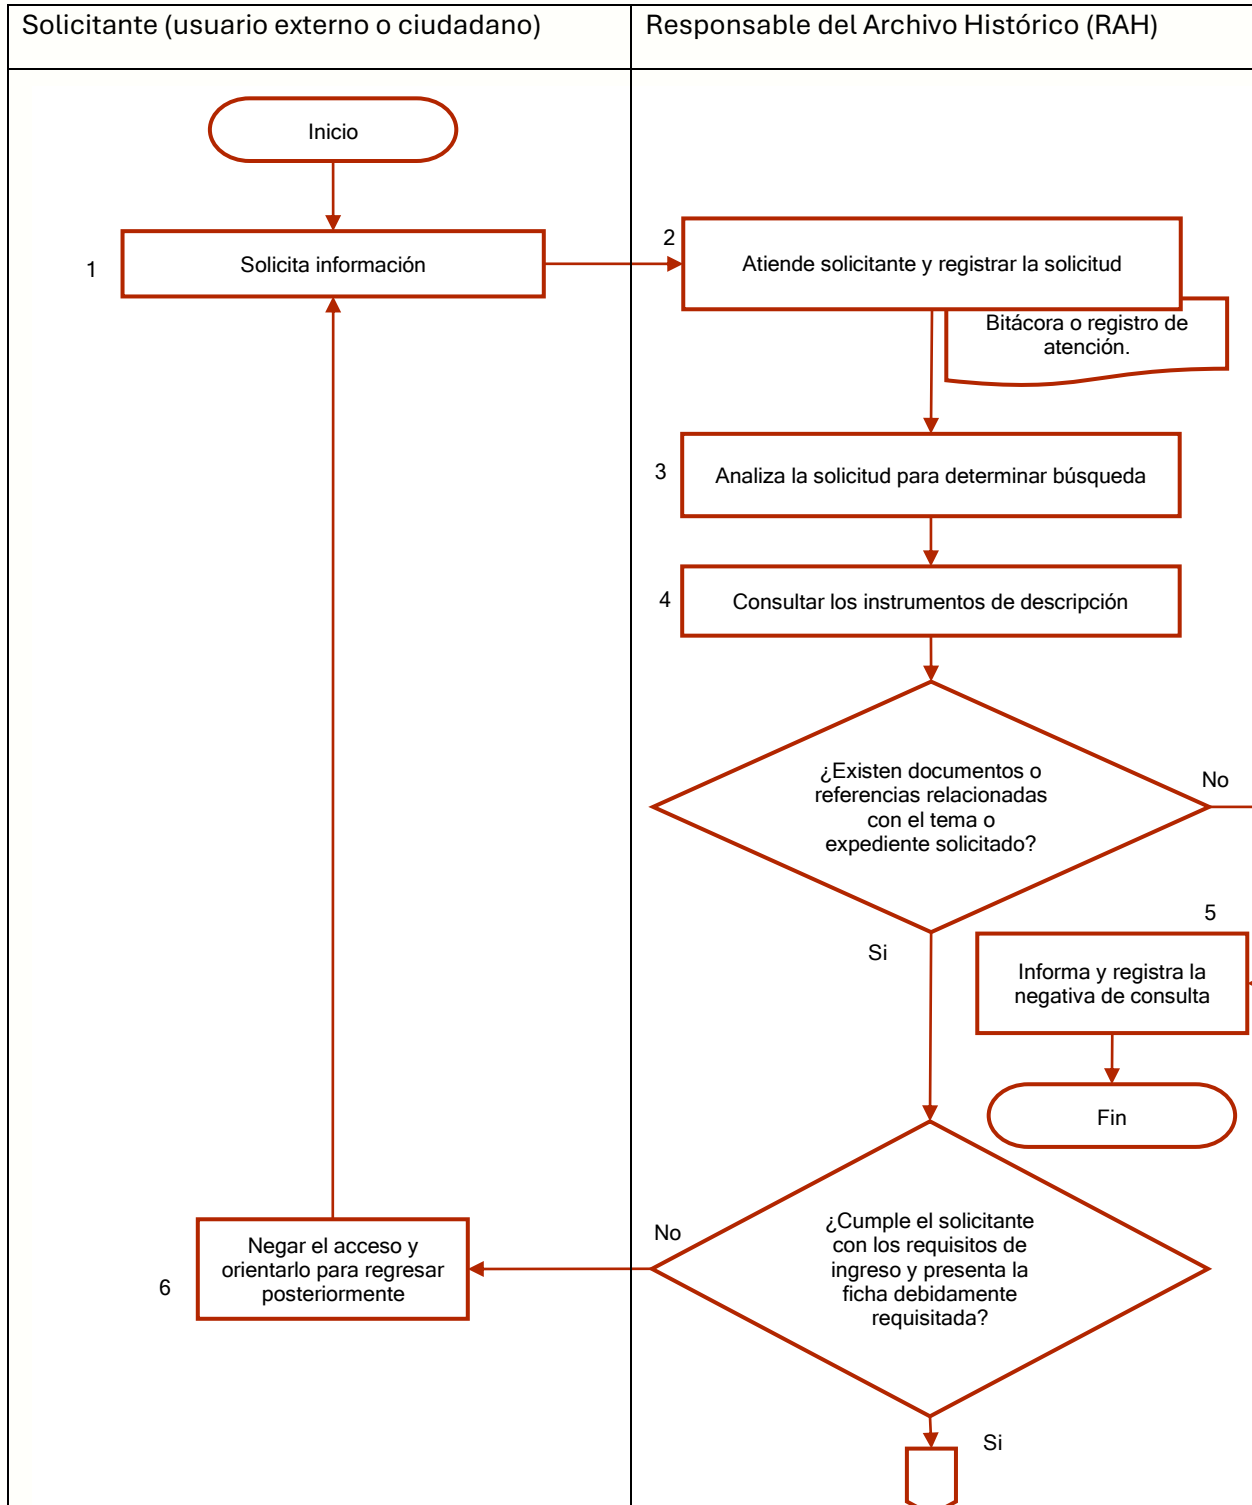 Solicitante (usuario externo o ciudadano)
Responsable del Archivo Histórico (RAH)
Inicio
1
Solicita información
2
Atiende solicitante y registrar la solicitud
Bitácora o registro de
atención.
3
Analiza la solicitud para determinar búsqueda
4
Consultar los instrumentos de descripción
¿Existen documentos o
referencias relacionadas
con el tema o
expediente solicitado?
No
Si
5
Informa y registra la
negativa de consulta
Fin
¿Cumple el solicitante
con los requisitos de
ingreso y presenta la
ficha debidamente
requisitada?
No
6
Negar el acceso y
orientarlo para regresar
posteriormente
Si